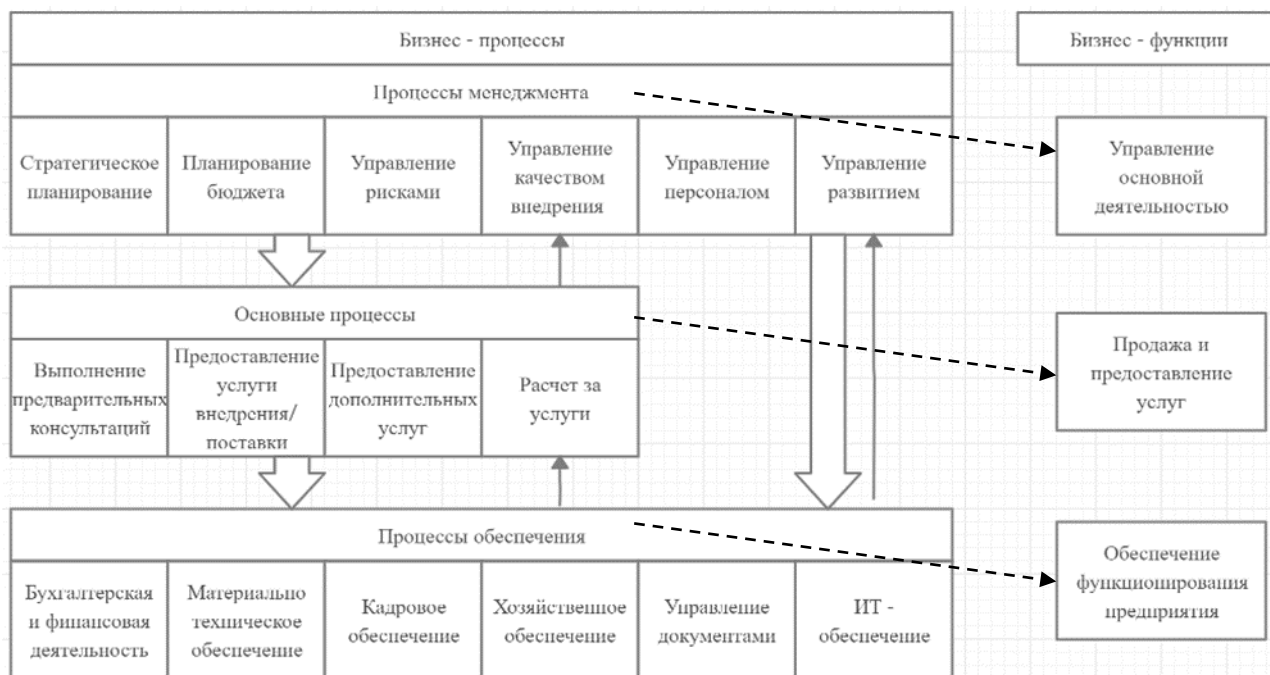 Бизнес - процессы
Бизнес - функции
Процессы менеджмента
Стратегическое
планирование
Планирование
бюджета
Управление
рисками
Управление
качеством
внедрения
Управление
персоналом
Управление
развитием
Управление
основной
деятельностью
Основные процессы
Выполнение
предварительных
консультаций
Предоставление
услуги
внедрения/
поставки
Предоставление
дополнительных
услуг
Расчет за
услуги
Продажа и
предоставление
услуг
Процессы обеспечения
Бухгалтерская
и финансовая
деятельность
Материально
техническое
обеспечение
Кадровое
обеспечение
Хозяйственное
обеспечение
Управление
документами
ИТ -
обеспечение
Обеспечение
функционирования
предприятия